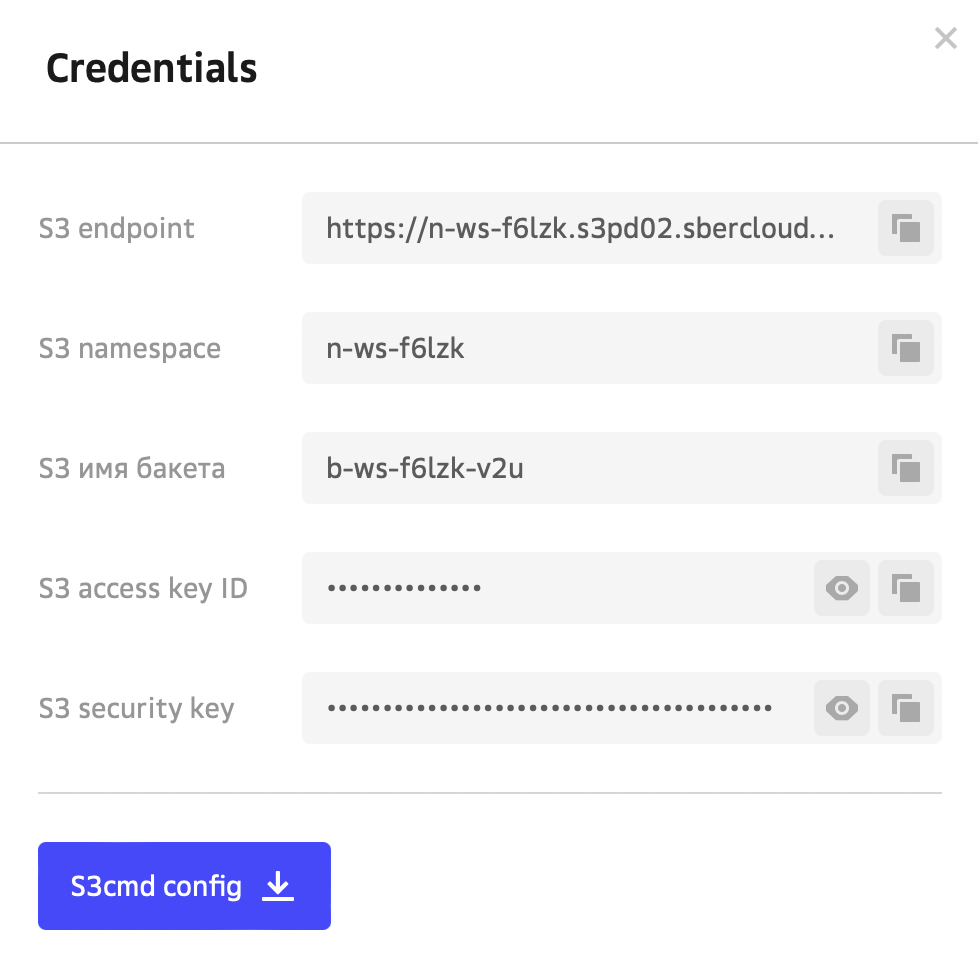 Credentials
S3 endpoint https://n-ws-f6lzk.s3pd02.sbercloud...
S3 namespace n-ws-f6lzk
S3 имя бакета b-ws-f6lzk-v2u
S3 access key ID ••••••••••••••
S3 security key ••••••••••••••••••••••••••••••••••••••••
S3cmd config